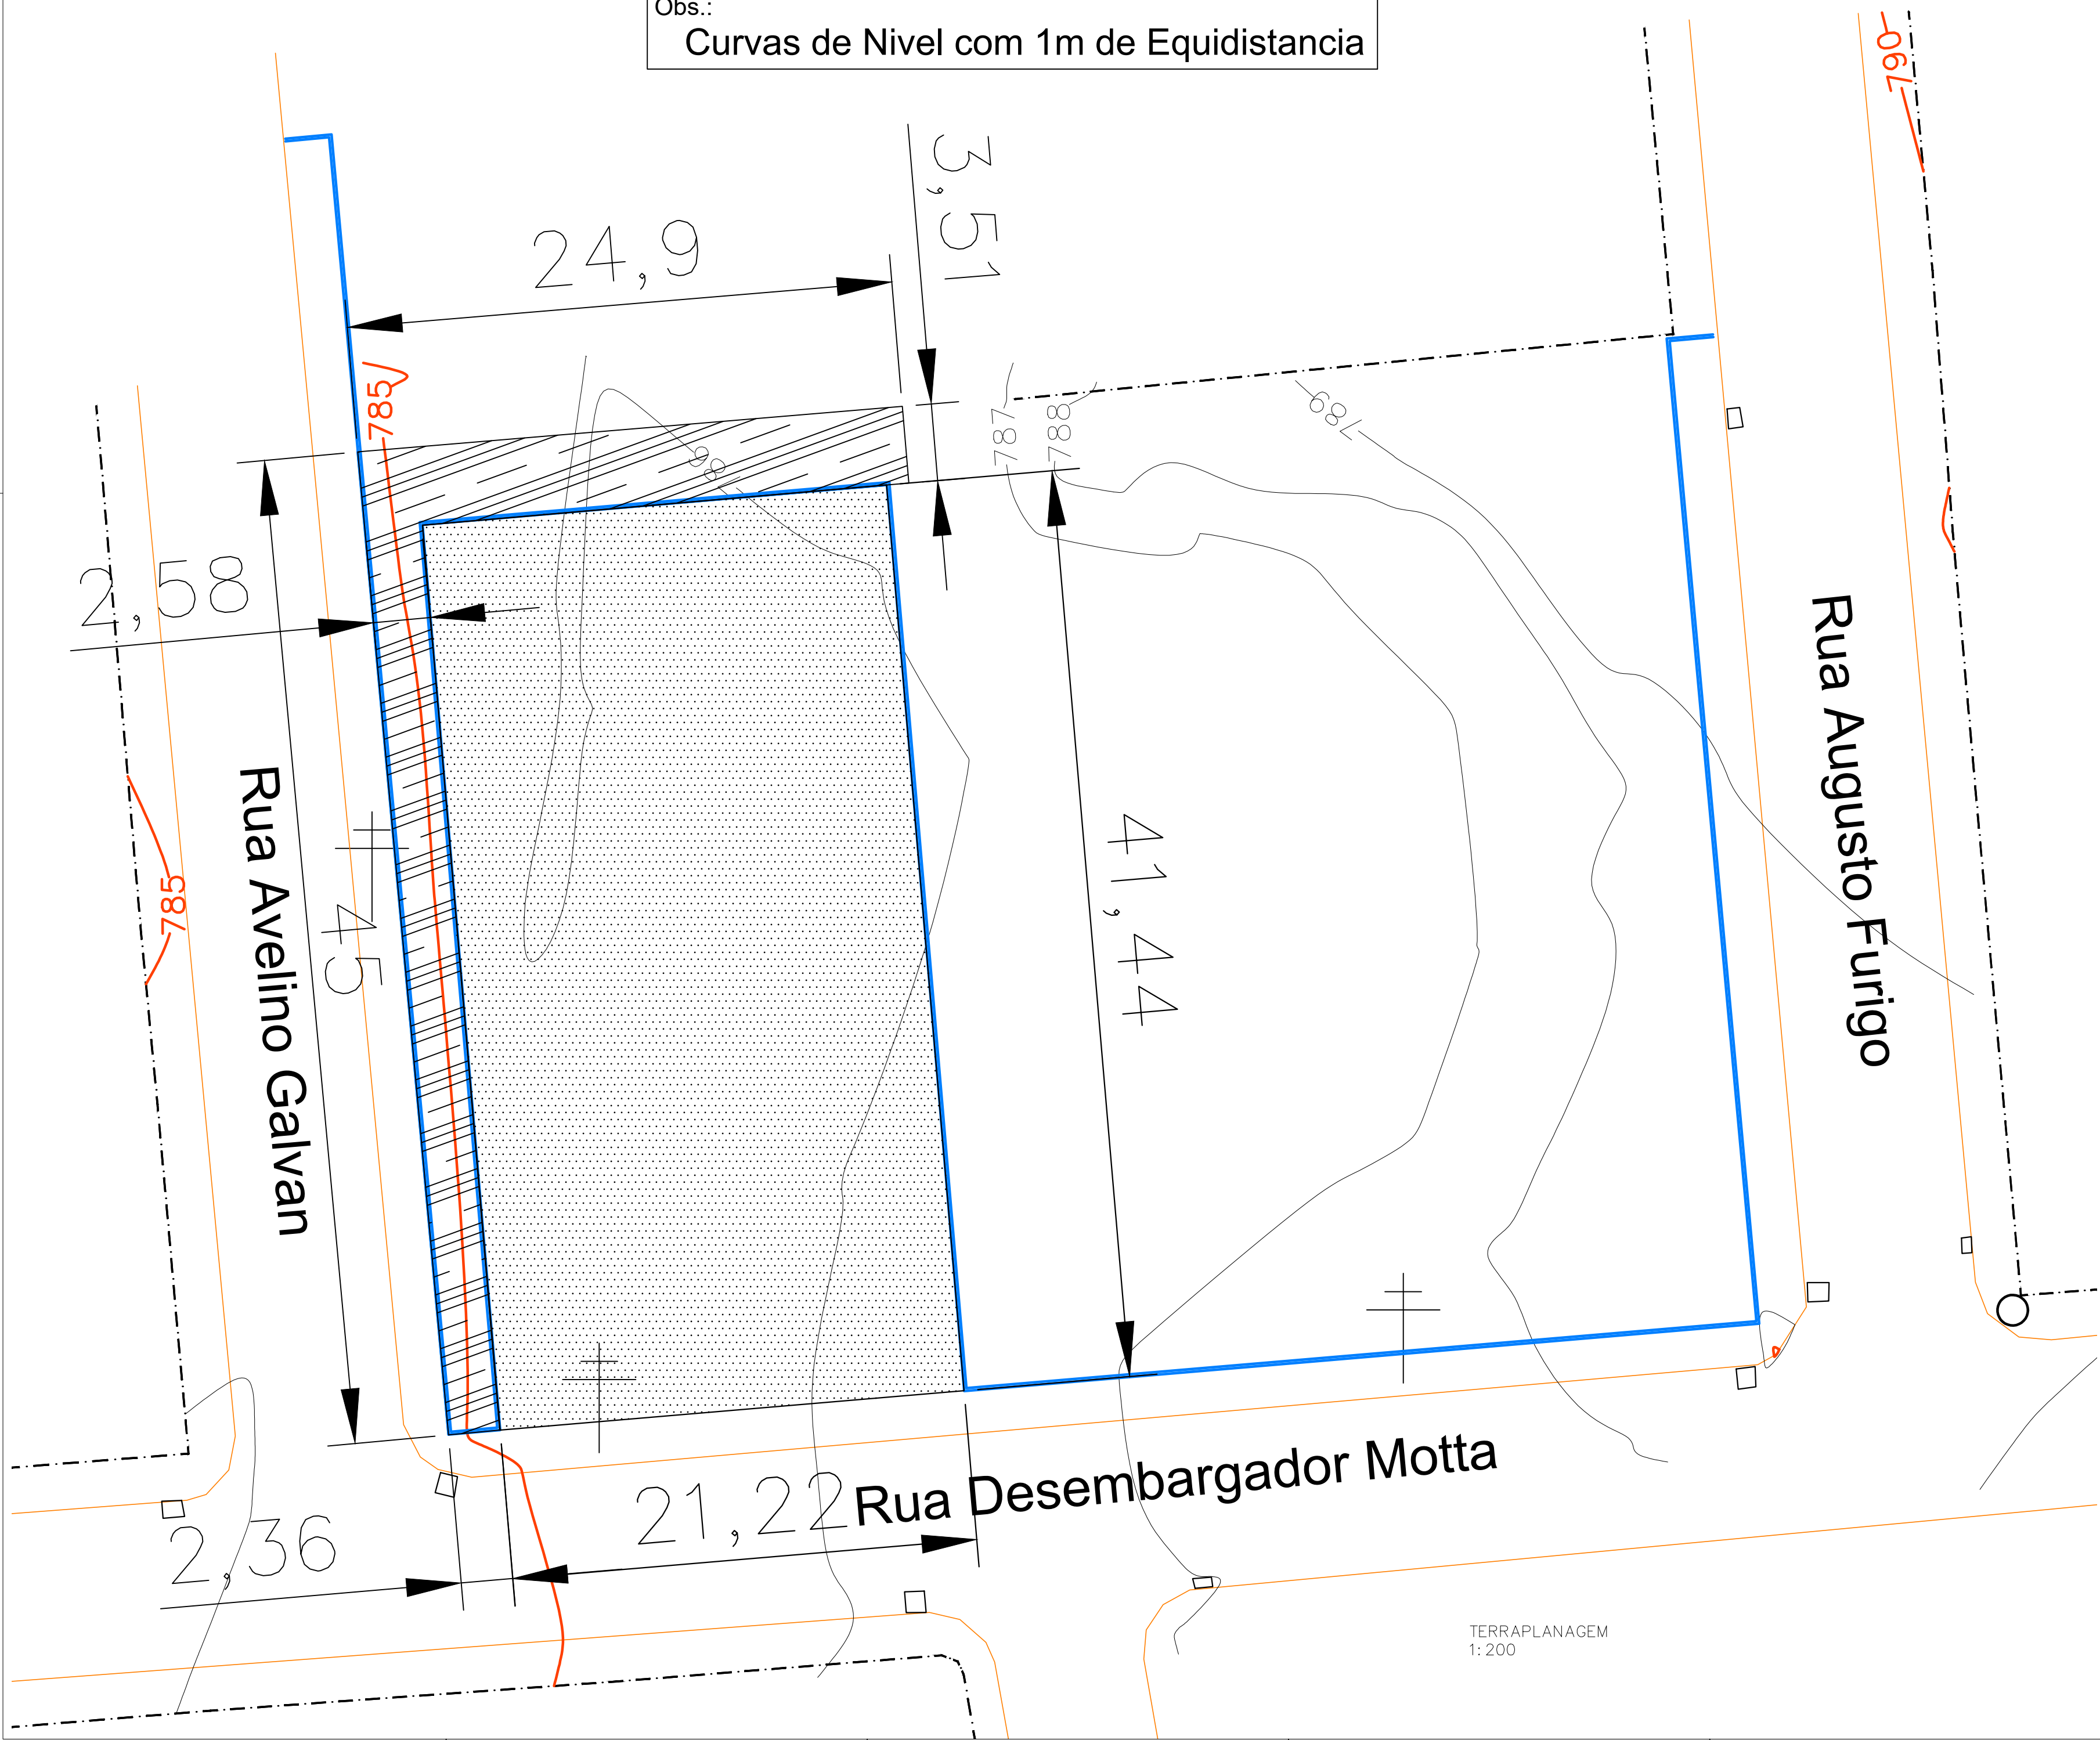 Obs.:
Curvas de Nivel com 1m de Equidistancia
790
3,51
24,9
785
787
788
789
786
2,58
Rua Augusto Furigo
Rua Avelino Galvan
45
41,44
785
Rua Desembargador Motta
21,22
2,36
TERRAPLANAGEM
1:200